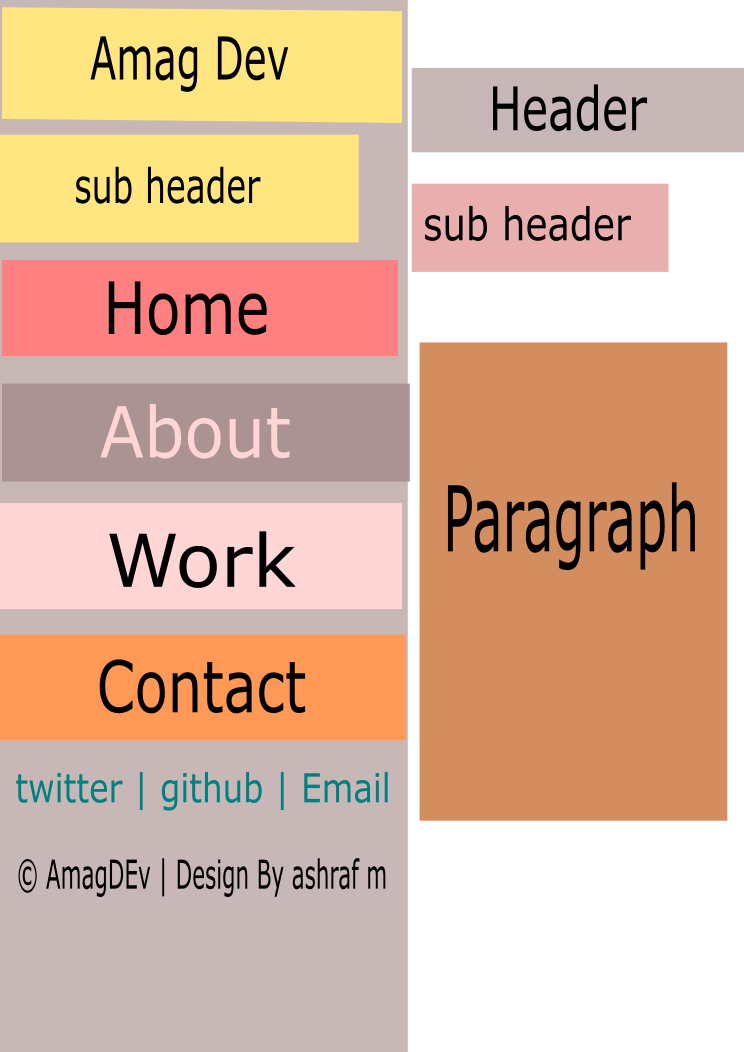 Amag Dev
sub header
Home
About
Work
Contact
twitter | github | Email
© AmagDEv | Design By ashraf m
Header
sub header
Paragraph